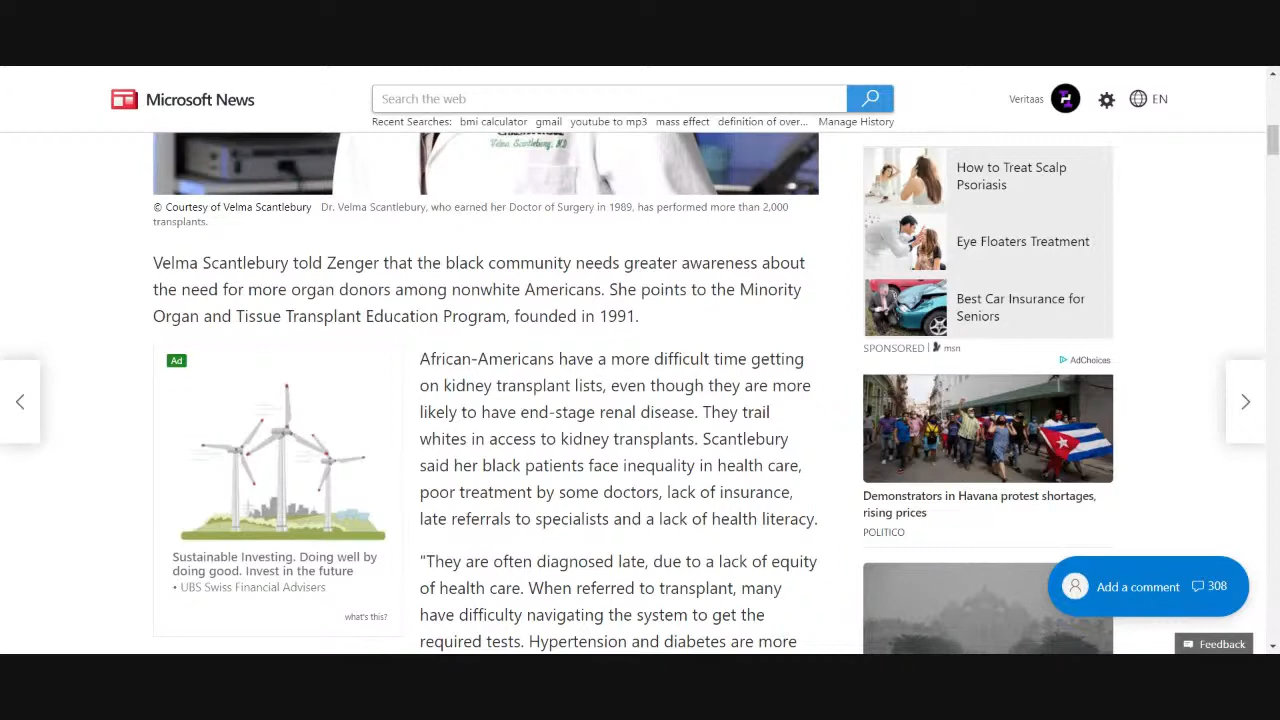 Microsoft News
Search the web
Veritaas
EN
Recent Searches: bmi calculator gmail youtube to mp3 mass effect definition of over... Manage History
Velma Scantlebury, M.D
© Courtesy of Velma Scantlebury Dr. Velma Scantlebury, who earned her Doctor of Surgery in 1989, has performed more than 2,000
transplants.
Velma Scantlebury told Zenger that the black community needs greater awareness about
the need for more organ donors among nonwhite Americans. She points to the Minority
Organ and Tissue Transplant Education Program, founded in 1991.
Ad
Sustainable Investing. Doing well by
doing good. Invest in the future
• UBS Swiss Financial Advisers
what's this?
African-Americans have a more difficult time getting
on kidney transplant lists, even though they are more
likely to have end-stage renal disease. They trail
whites in access to kidney transplants. Scantlebury
said her black patients face inequality in health care,
poor treatment by some doctors, lack of insurance,
late referrals to specialists and a lack of health literacy.
"They are often diagnosed late, due to a lack of equity
of health care. When referred to transplant, many
have difficulty navigating the system to get the
required tests. Hypertension and diabetes are more
How to Treat Scalp
Psoriasis
Eye Floaters Treatment
Best Car Insurance for
Seniors
SPONSORED | msn
AdChoices
Demonstrators in Havana protest shortages,
rising prices
POLITICO
Add a comment 308
Feedback